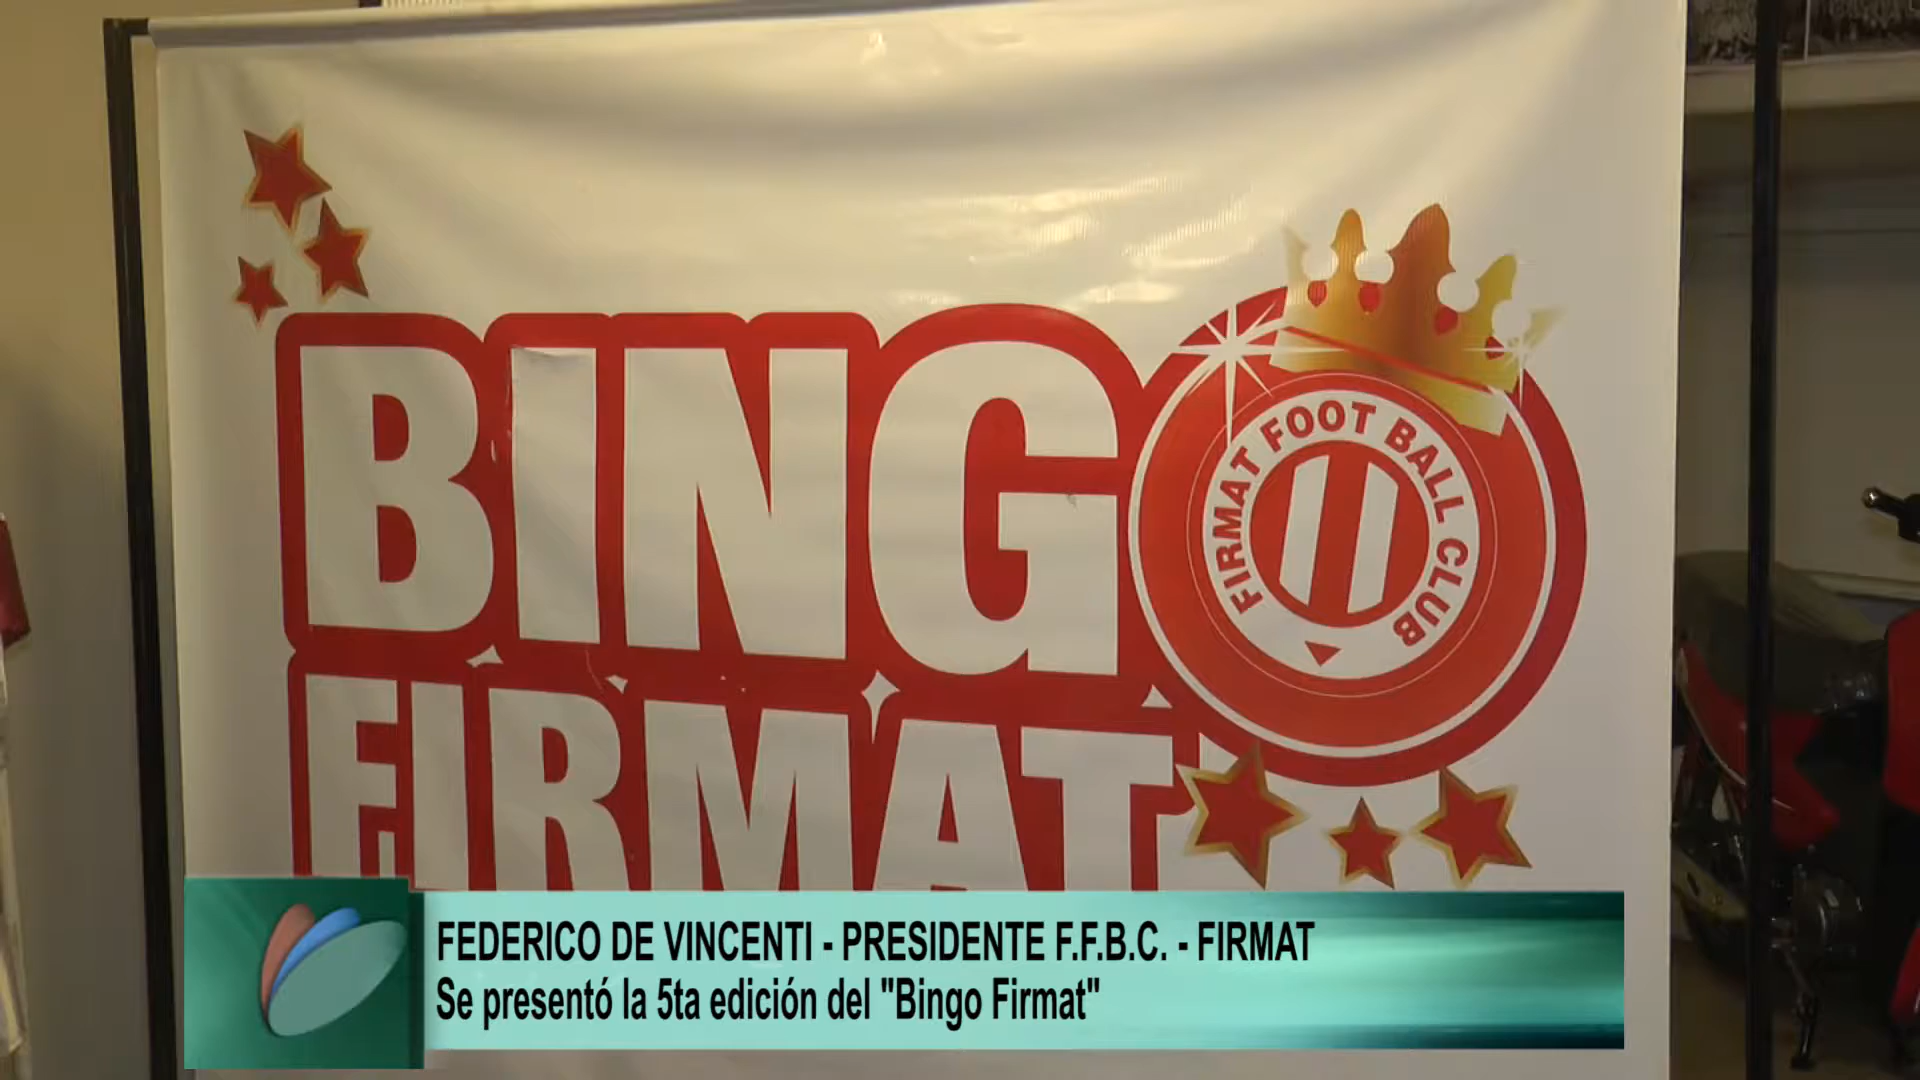 BINGO
FIRMAT
FIRMAT FOOT BALL CLUB
FEDERICO DE VINCENTI - PRESIDENTE F.F.B.C. - FIRMAT
Se presentó la 5ta edición del "Bingo Firmat"